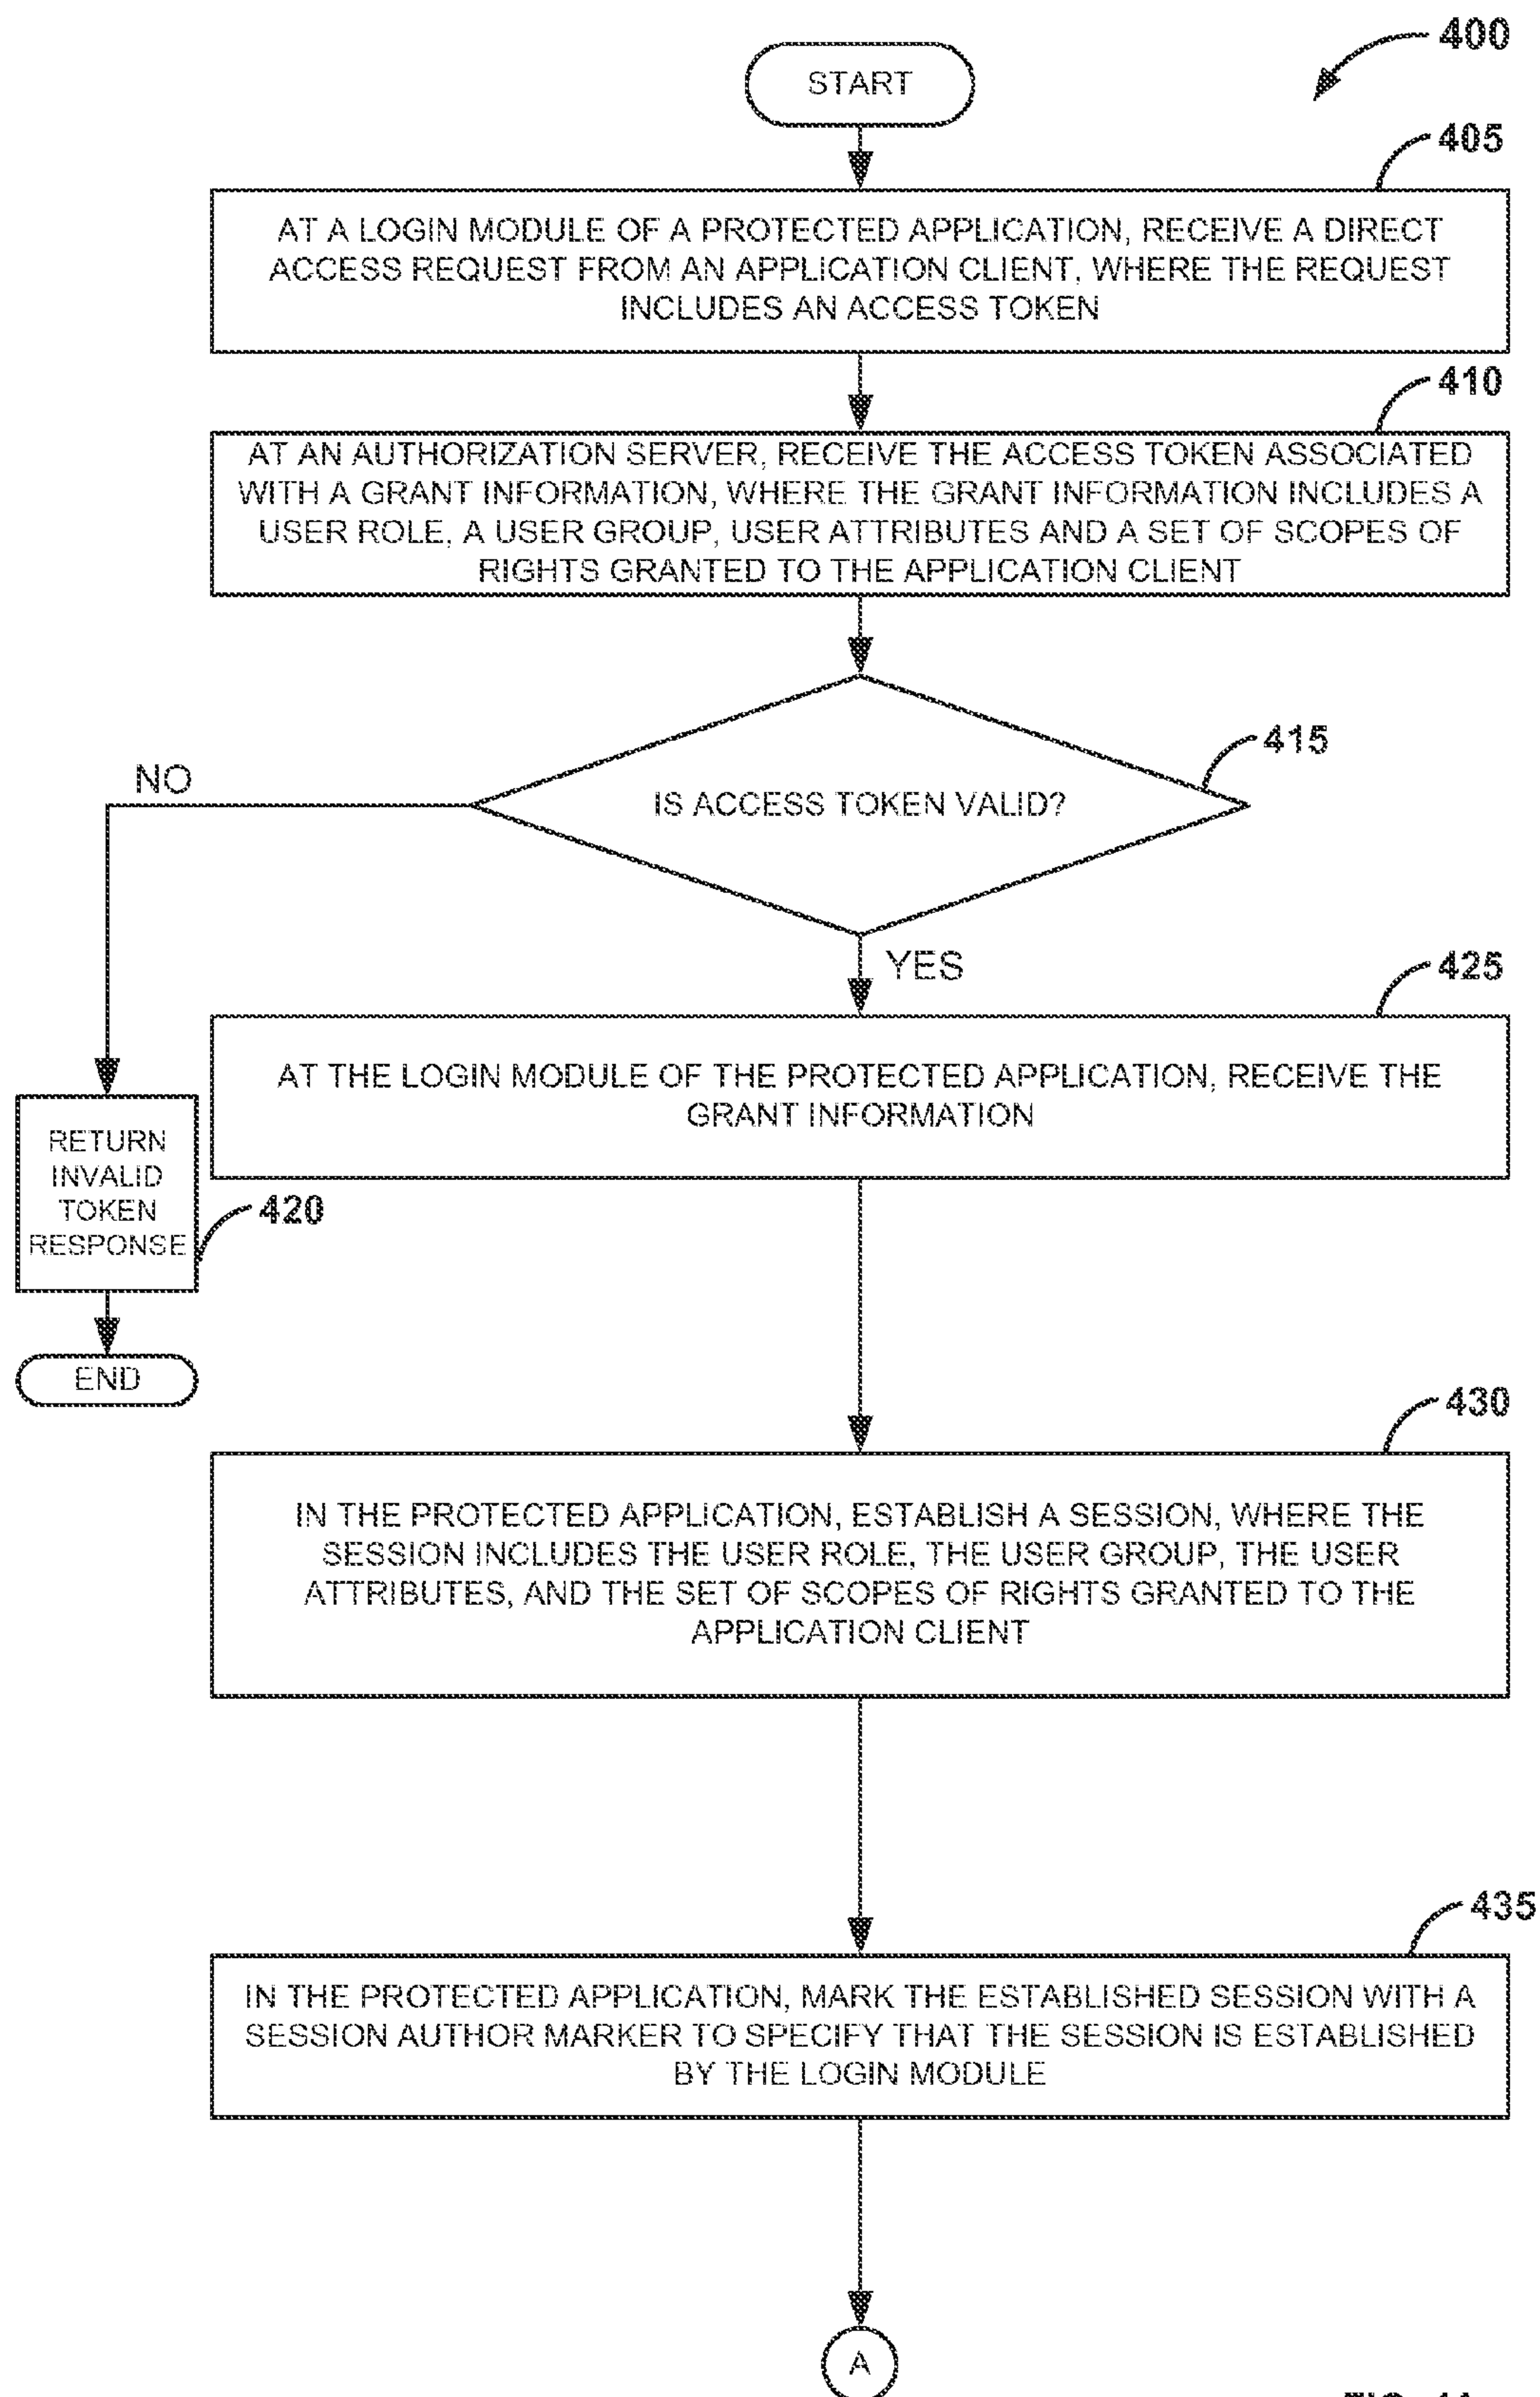 400
START
405
AT A LOGIN MODULE OF A PROTECTED APPLICATION, RECEIVE A DIRECT
ACCESS REQUEST FROM AN APPLICATION CLIENT, WHERE THE REQUEST
INCLUDES AN ACCESS TOKEN
410
AT AN AUTHORIZATION SERVER, RECEIVE THE ACCESS TOKEN ASSOCIATED
WITH A GRANT INFORMATION, WHERE THE GRANT INFORMATION INCLUDES A
USER ROLE, A USER GROUP, USER ATTRIBUTES AND A SET OF SCOPES OF
RIGHTS GRANTED TO THE APPLICATION CLIENT
415
NO
IS ACCESS TOKEN VALID?
YES
425
AT THE LOGIN MODULE OF THE PROTECTED APPLICATION, RECEIVE THE
GRANT INFORMATION
RETURN
INVALID
TOKEN
RESPONSE
420
END
430
IN THE PROTECTED APPLICATION, ESTABLISH A SESSION, WHERE THE
SESSION INCLUDES THE USER ROLE, THE USER GROUP, THE USER
ATTRIBUTES, AND THE SET OF SCOPES OF RIGHTS GRANTED TO THE
APPLICATION CLIENT
435
IN THE PROTECTED APPLICATION, MARK THE ESTABLISHED SESSION WITH A
SESSION AUTHOR MARKER TO SPECIFY THAT THE SESSION IS ESTABLISHED
BY THE LOGIN MODULE
A